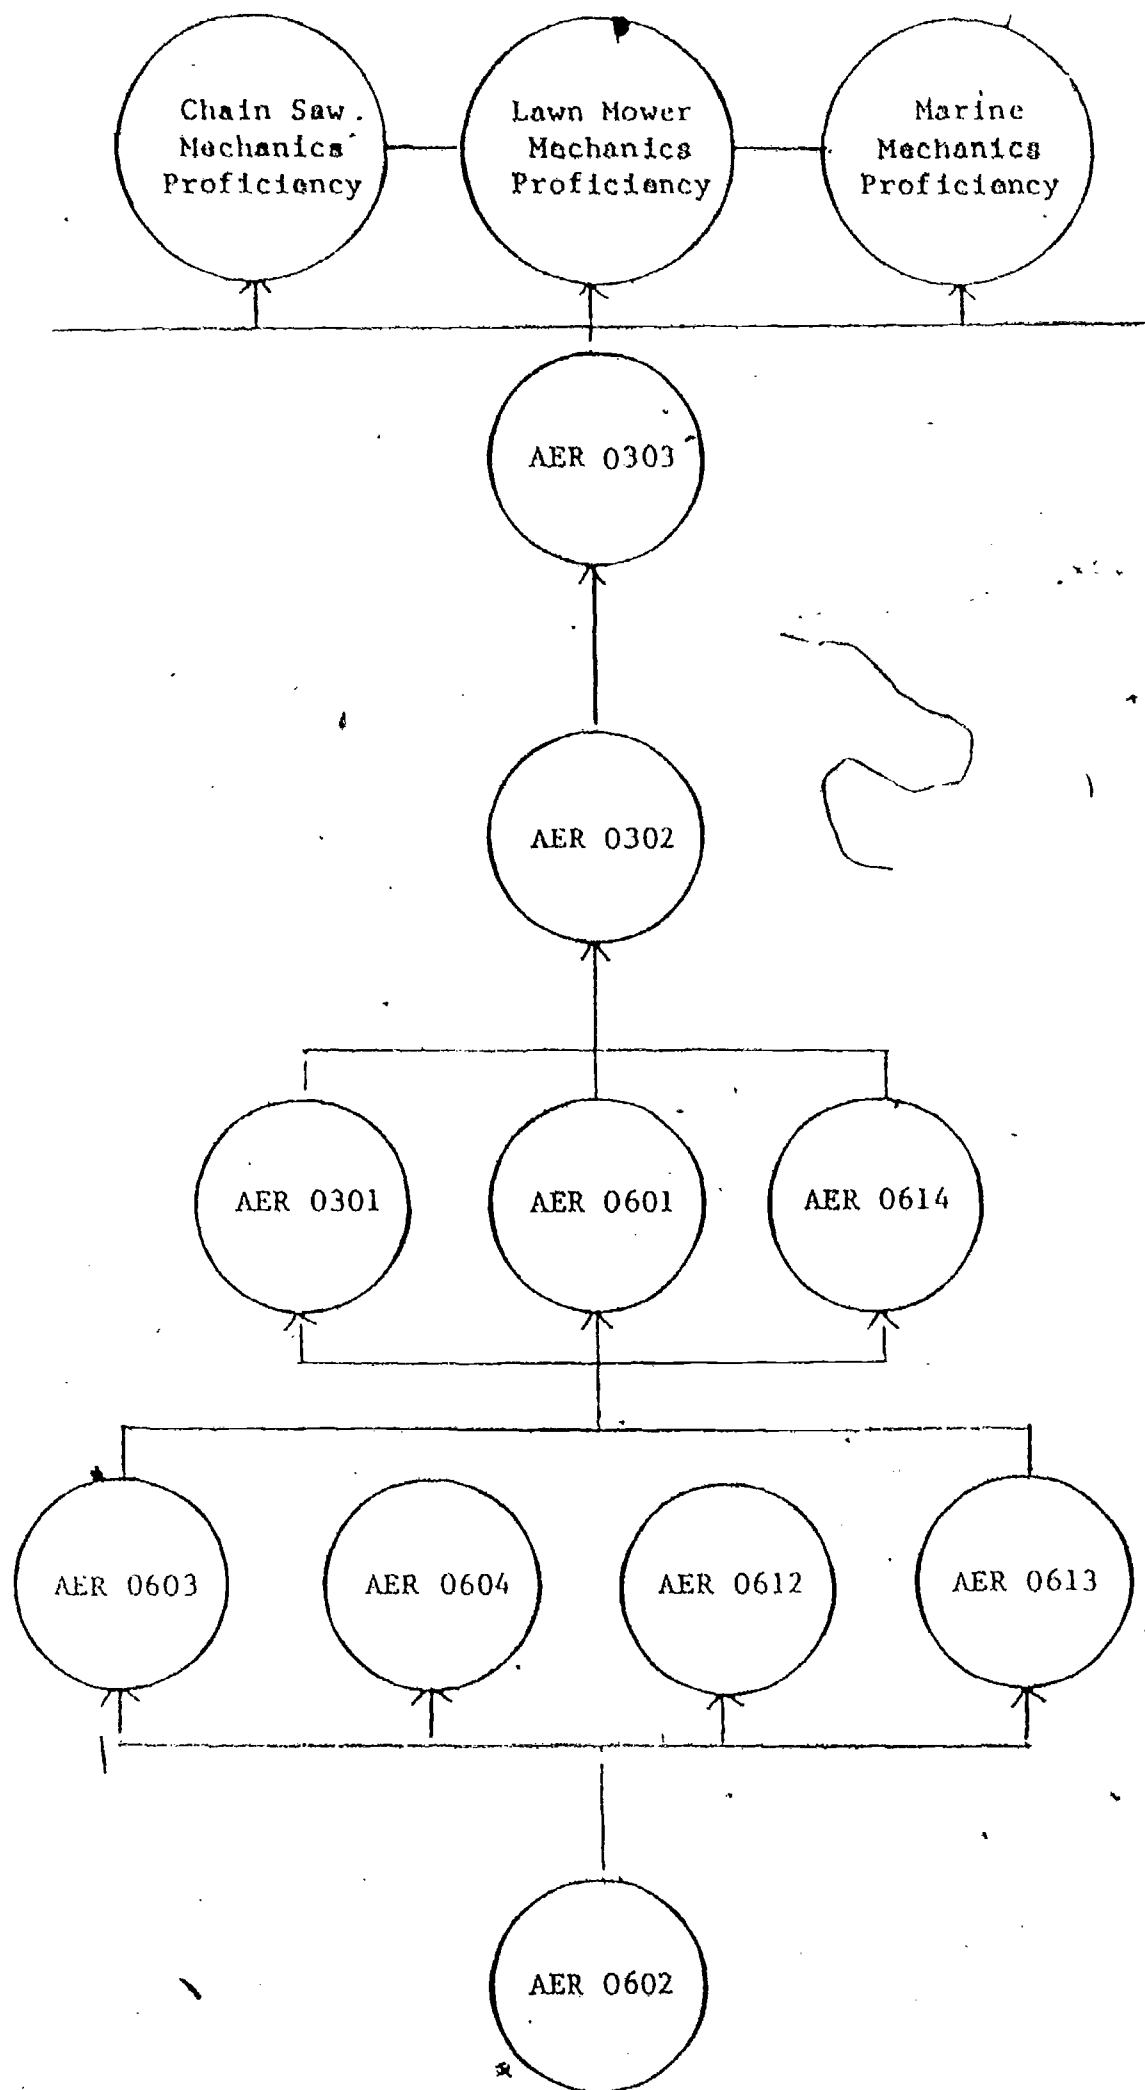 Chain Saw
Mechanics
Proficiency
Lawn Mower
Mechanics
Proficiency
Marine
Mechanics
Proficiency
AER 0303
AER 0302
AER 0301
AER 0601
AER 0614
AER 0603
AER 0604
AER 0612
AER 0613
AER 0602